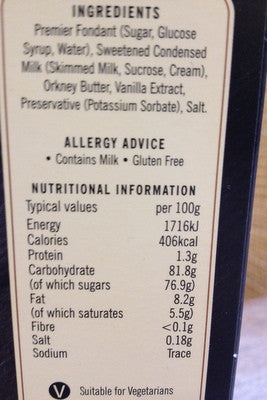 INGREDIENTS
Premier Fondant (Sugar, Glucose
Syrup, Water), Sweetened Condensed
Milk (Skimmed Milk, Sucrose, Cream),
Orkney Butter, Vanilla Extract,
Preservative (Potassium Sorbate), Salt.
ALLERGY ADVICE
• Contains Milk • Gluten Free
NUTRITIONAL INFORMATION
Typical values per 100g
Energy 1716kJ
Calories 406kcal
Protein 1.3g
Carbohydrate 81.8g
(of which sugars 76.9g)
Fat 8.2g
(of which saturates 5.5g)
Fibre <0.1g
Salt 0.18g
Sodium Trace
V Suitable for Vegetarians